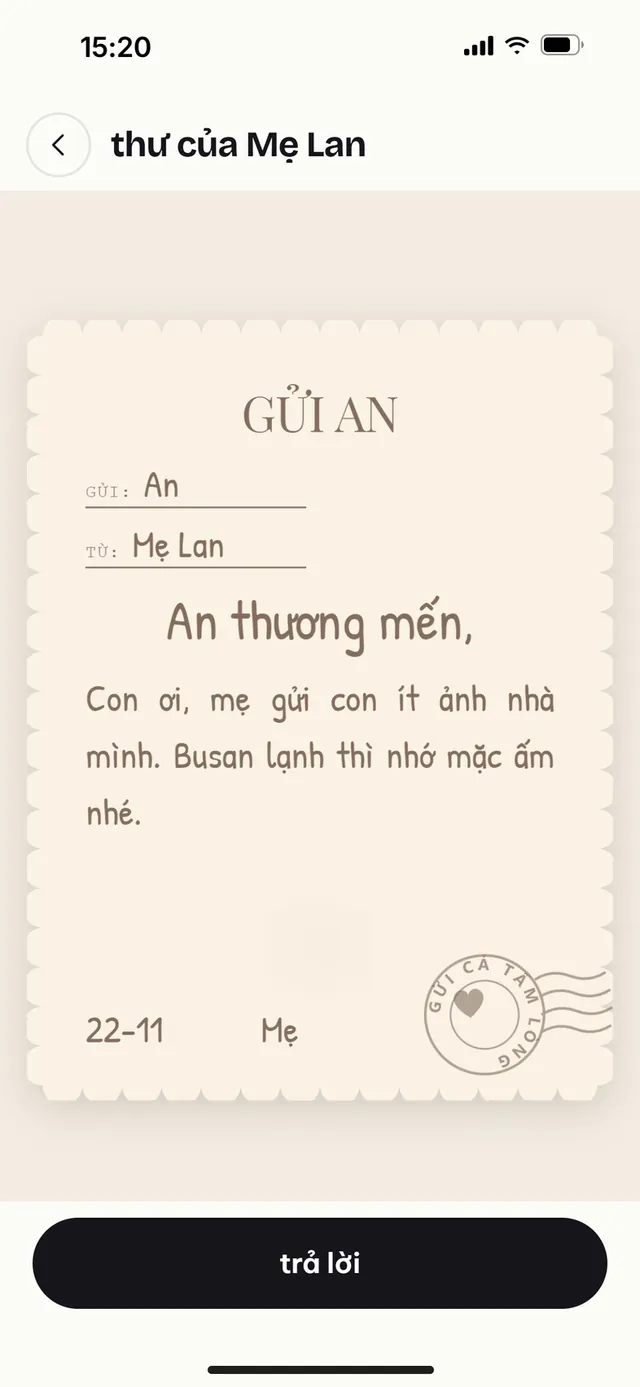 15:20
thư của Mẹ Lan
GỬI AN
GỬI: An
TỪ: Mẹ Lan
An thương mến,
Con ơi, mẹ gửi con ít ảnh nhà
mình. Busan lạnh thì nhớ mặc ấm
nhé.
GỬI CẢ TẤM LÒNG
22-11 Mẹ
trả lời